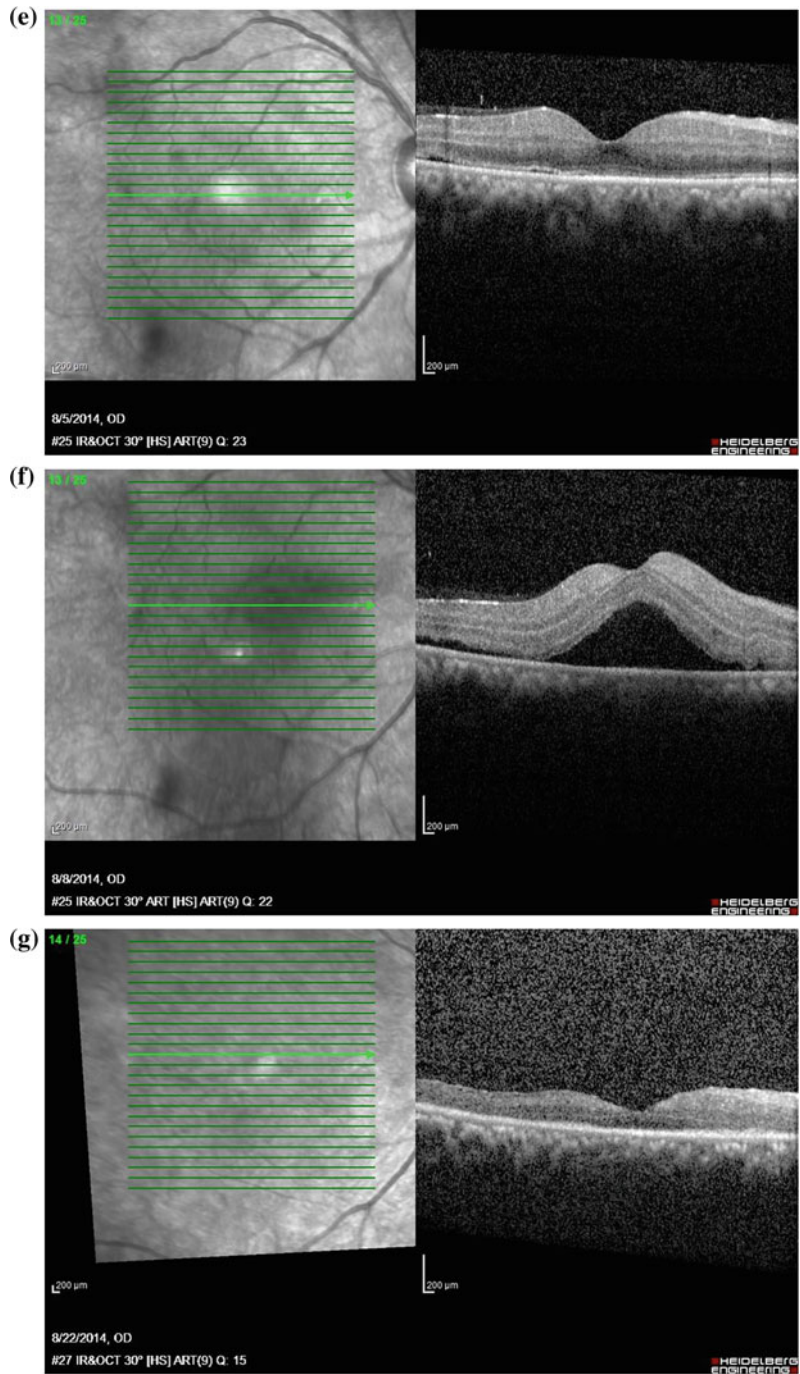 (e)
13 / 25
200 µm
200 µm
8/5/2014, OD
#25 IR&OCT 30° [HS] ART(9) Q: 23
HEIDELBERG
ENGINEERING
(f)
13 / 25
200 µm
200 µm
8/8/2014, OD
#25 IR&OCT 30° ART [HS] ART(9) Q: 22
HEIDELBERG
ENGINEERING
(g)
14 / 25
200 µm
200 µm
8/22/2014, OD
#27 IR&OCT 30° [HS] ART(9) Q: 15
HEIDELBERG
ENGINEERING